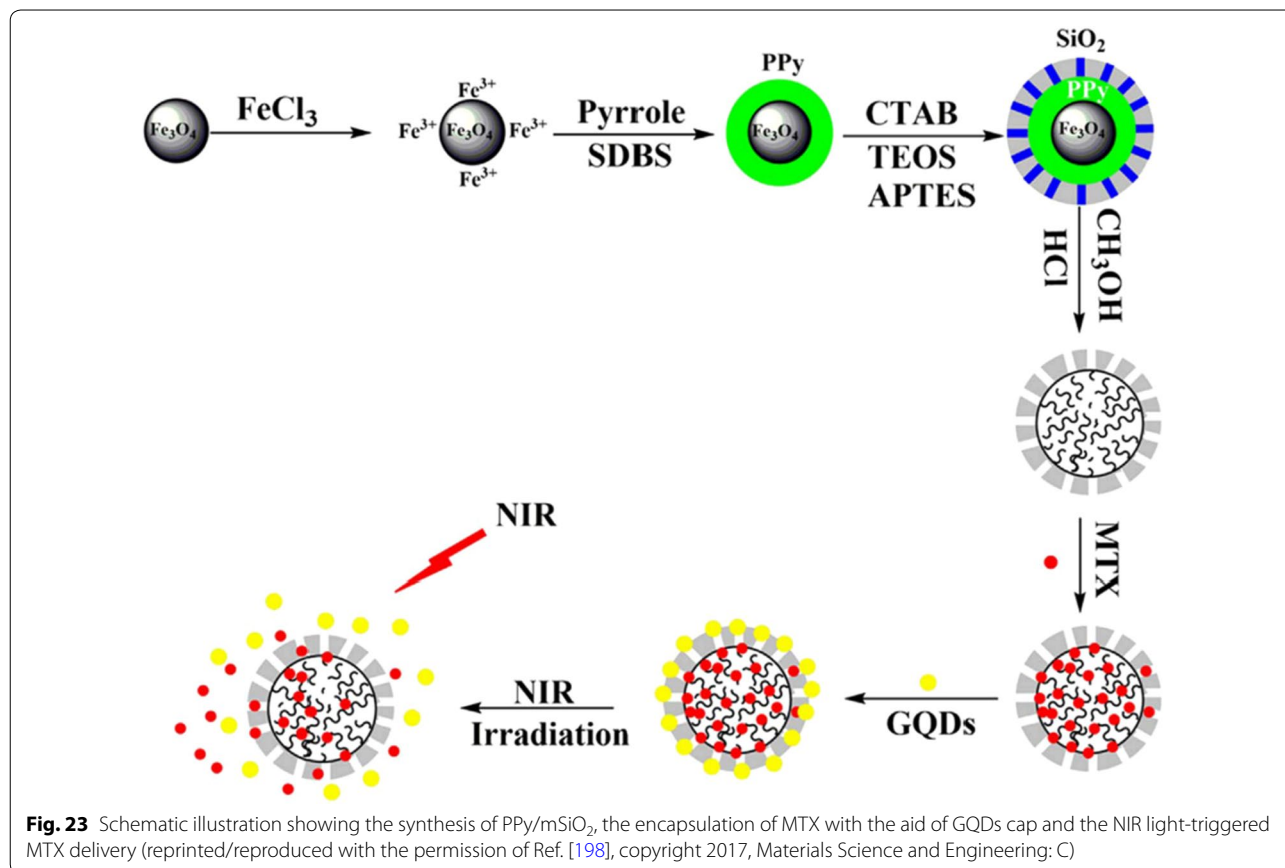 Fe₃O₄
FeCl₃
Fe³⁺
Fe³⁺ Fe₃O₄ Fe³⁺
Fe³⁺
Pyrrole
SDBS
PPy
Fe₃O₄
CTAB
TEOS
APTES
SiO₂
PPy
Fe₃O₄
CH₃OH
HCl
MTX
GQDs
NIR
Irradiation
NIR
Fig. 23 Schematic illustration showing the synthesis of PPy/mSiO₂, the encapsulation of MTX with the aid of GQDs cap and the NIR light-triggered
MTX delivery (reprinted/reproduced with the permission of Ref. [198], copyright 2017, Materials Science and Engineering: C)